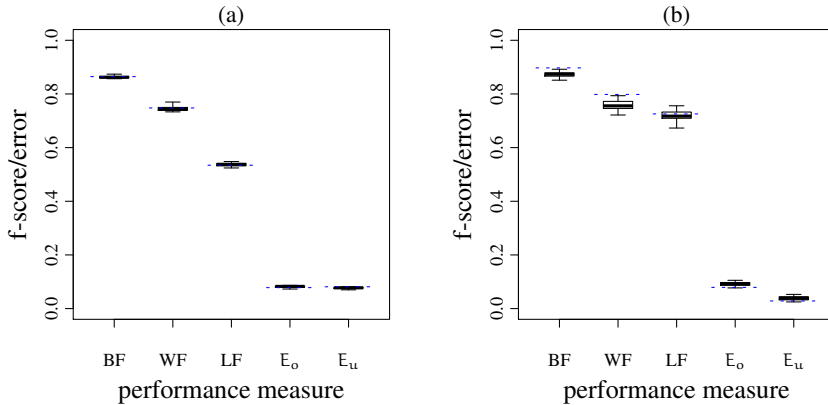 (a)
f-score/error
1.0
0.8
0.6
0.4
0.2
0.0
BF WF LF Eo Eu
performance measure
(b)
f-score/error
1.0
0.8
0.6
0.4
0.2
0.0
BF WF LF Eo Eu
performance measure